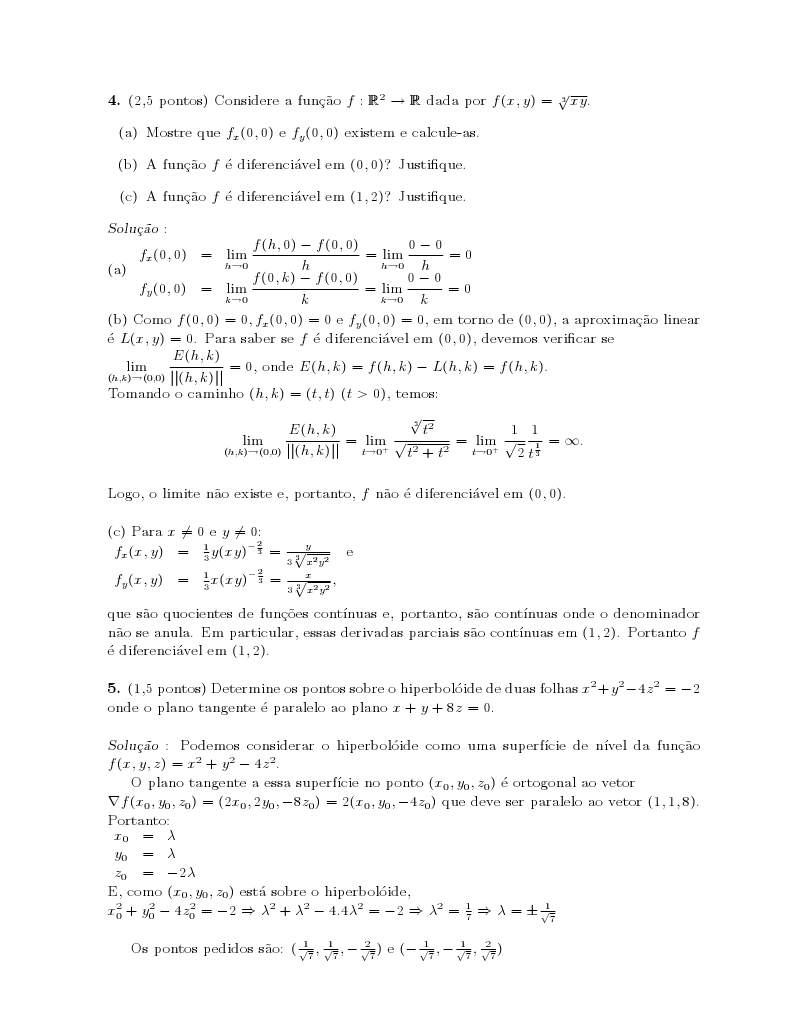 4. (2,5 pontos) Considere a função f : ℝ² → ℝ dada por f(x, y) = ∛xy.
(a) Mostre que fₓ(0, 0) e f_y(0, 0) existem e calcule-as.
(b) A função f é diferenciável em (0, 0)? Justifique.
(c) A função f é diferenciável em (1, 2)? Justifique.
Solução :
(a) fₓ(0, 0) = lim_{h→0} (f(h, 0) − f(0, 0))/h = lim_{h→0} (0 − 0)/h = 0
f_y(0, 0) = lim_{k→0} (f(0, k) − f(0, 0))/k = lim_{k→0} (0 − 0)/k = 0
(b) Como f(0, 0) = 0, fₓ(0, 0) = 0 e f_y(0, 0) = 0, em torno de (0, 0), a aproximação linear
é L(x, y) = 0. Para saber se f é diferenciável em (0, 0), devemos verificar se
lim_{(h,k)→(0,0)} E(h, k)/||(h, k)|| = 0, onde E(h, k) = f(h, k) − L(h, k) = f(h, k).
Tomando o caminho (h, k) = (t, t) (t > 0), temos:
lim_{(h,k)→(0,0)} E(h, k)/||(h, k)|| = lim_{t→0⁺} ∛(t²)/√(t² + t²) = lim_{t→0⁺} (1/√2) (1/t^{1/3}) = ∞.
Logo, o limite não existe e, portanto, f não é diferenciável em (0, 0).
(c) Para x ≠ 0 e y ≠ 0:
fₓ(x, y) = (1/3)y(xy)^{−2/3} = y/(3∛(x²y²)) e
f_y(x, y) = (1/3)x(xy)^{−2/3} = x/(3∛(x²y²)),
que são quocientes de funções contínuas e, portanto, são contínuas onde o denominador
não se anula. Em particular, essas derivadas parciais são contínuas em (1, 2). Portanto f
é diferenciável em (1, 2).
5. (1,5 pontos) Determine os pontos sobre o hiperbolóide de duas folhas x²+y²−4z² = −2
onde o plano tangente é paralelo ao plano x + y + 8z = 0.
Solução : Podemos considerar o hiperbolóide como uma superfície de nível da função
f(x, y, z) = x² + y² − 4z².
O plano tangente a essa superfície no ponto (x₀, y₀, z₀) é ortogonal ao vetor
∇f(x₀, y₀, z₀) = (2x₀, 2y₀, −8z₀) = 2(x₀, y₀, −4z₀) que deve ser paralelo ao vetor (1, 1, 8).
Portanto:
x₀ = λ
y₀ = λ
z₀ = −2λ
E, como (x₀, y₀, z₀) está sobre o hiperbolóide,
x₀² + y₀² − 4z₀² = −2 ⇒ λ² + λ² − 4.4λ² = −2 ⇒ λ² = 1/7 ⇒ λ = ±1/√7
Os pontos pedidos são: (1/√7, 1/√7, −2/√7) e (−1/√7, −1/√7, 2/√7)